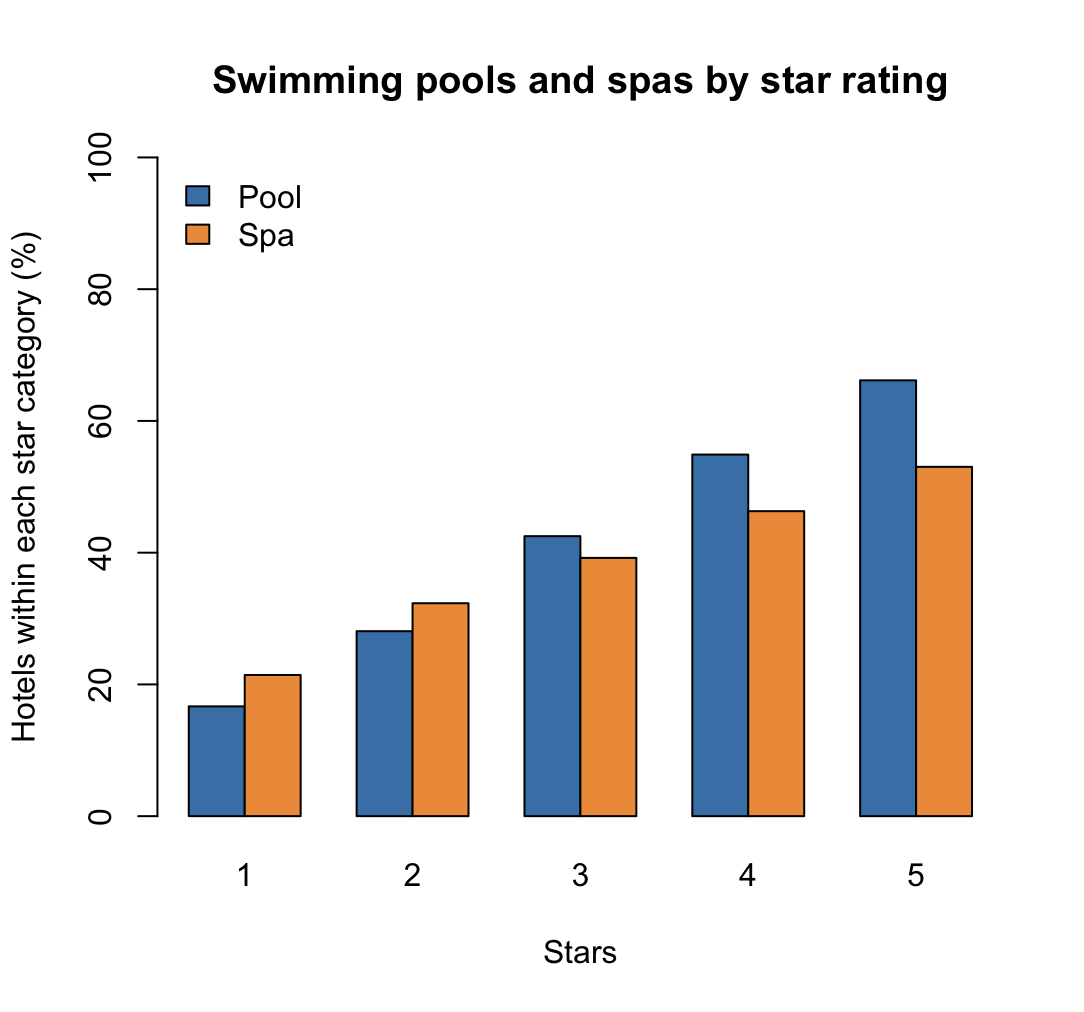 Swimming pools and spas by star rating
Hotels within each star category (%)
100
80
60
40
20
0
Pool
Spa
1 2 3 4 5
Stars